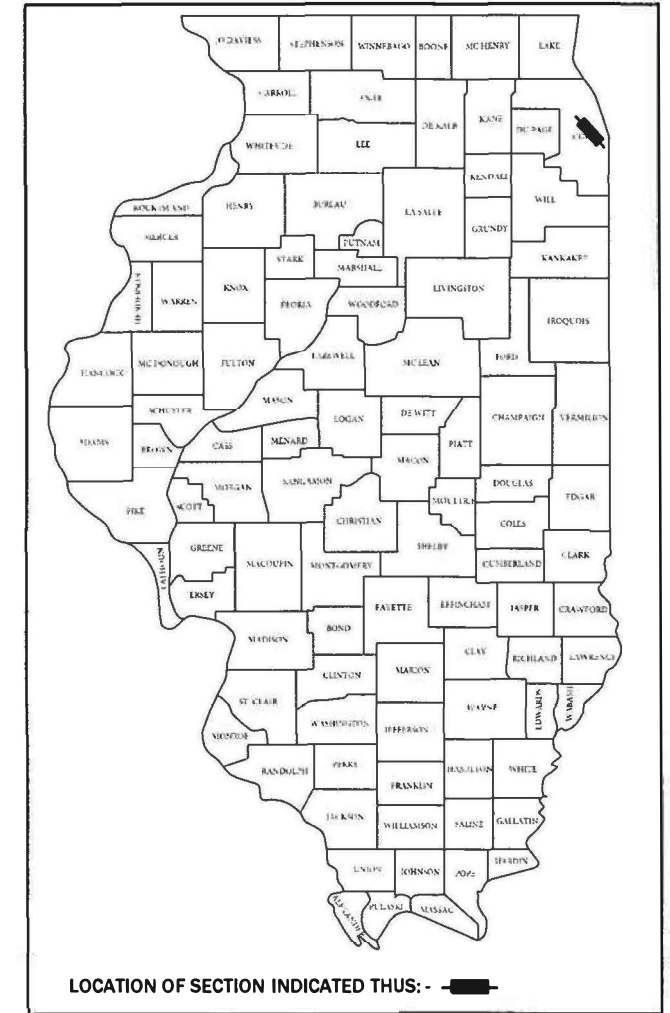 STEPHENSON WINNEBAGO BOONE MC HENRY LAKE
CARROLL
DE KALB KANE DU PAGE
WHITESIDE LEE
KENDALL
ROCK ISLAND HENRY BUREAU LA SALLE WILL
MERCER PUTNAM GRUNDY
STARK MARSHALL KANKAKEE
KNOX LIVINGSTON
WARREN PEORIA WOODFORD
IROQUOIS
HANCOCK MC DONOUGH FULTON TAZEWELL MC LEAN FORD
MASON
SCHUYLER LOGAN DE WITT CHAMPAIGN VERMILION
ADAMS BROWN CASS MENARD PIATT
MACON
MORGAN SANGAMON DOUGLAS EDGAR
PIKE SCOTT CHRISTIAN MOULTRIE
COLES
GREENE SHELBY CLARK
CALHOUN MACOUPIN MONTGOMERY CUMBERLAND
ERSEY FAYETTE EFFINGHAM JASPER CRAWFORD
MADISON BOND
CLAY RICHLAND LAWRENCE
CLINTON MARION
ST CLAIR WAYNE EDWARDS WABASH
WASHINGTON JEFFERSON
MONROE
RANDOLPH PERRY HAMILTON WHITE
FRANKLIN
JACKSON WILLIAMSON SALINE GALLATIN
UNION JOHNSON POPE HARDIN
ALEXANDER PULASKI MASSAC
LOCATION OF SECTION INDICATED THUS: -